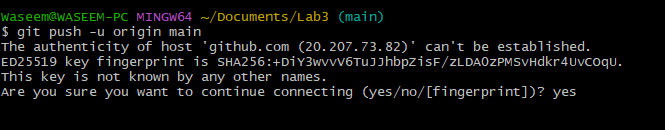 Waseem@WASEEM-PC MINGW64 ~/Documents/Lab3 (main)
$ git push -u origin main
The authenticity of host 'github.com (20.207.73.82)' can't be established.
ED25519 key fingerprint is SHA256:+DiY3wvvV6TuJJhbpZisF/zLDA0zPMSvHdkr4UvCOqU.
This key is not known by any other names.
Are you sure you want to continue connecting (yes/no/[fingerprint])? yes